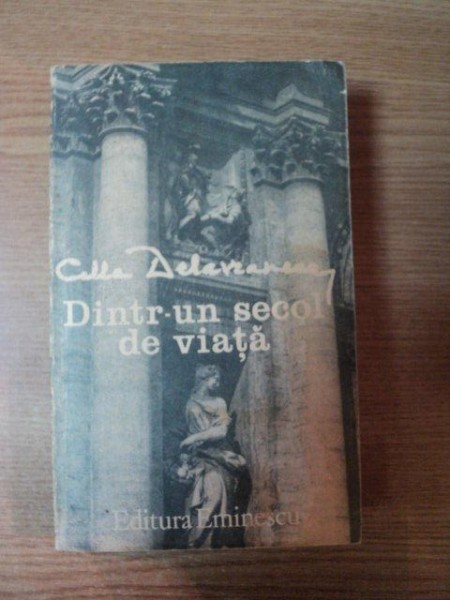 Cella Delavrancea
Dintr-un secol
de viață
Editura Eminescu